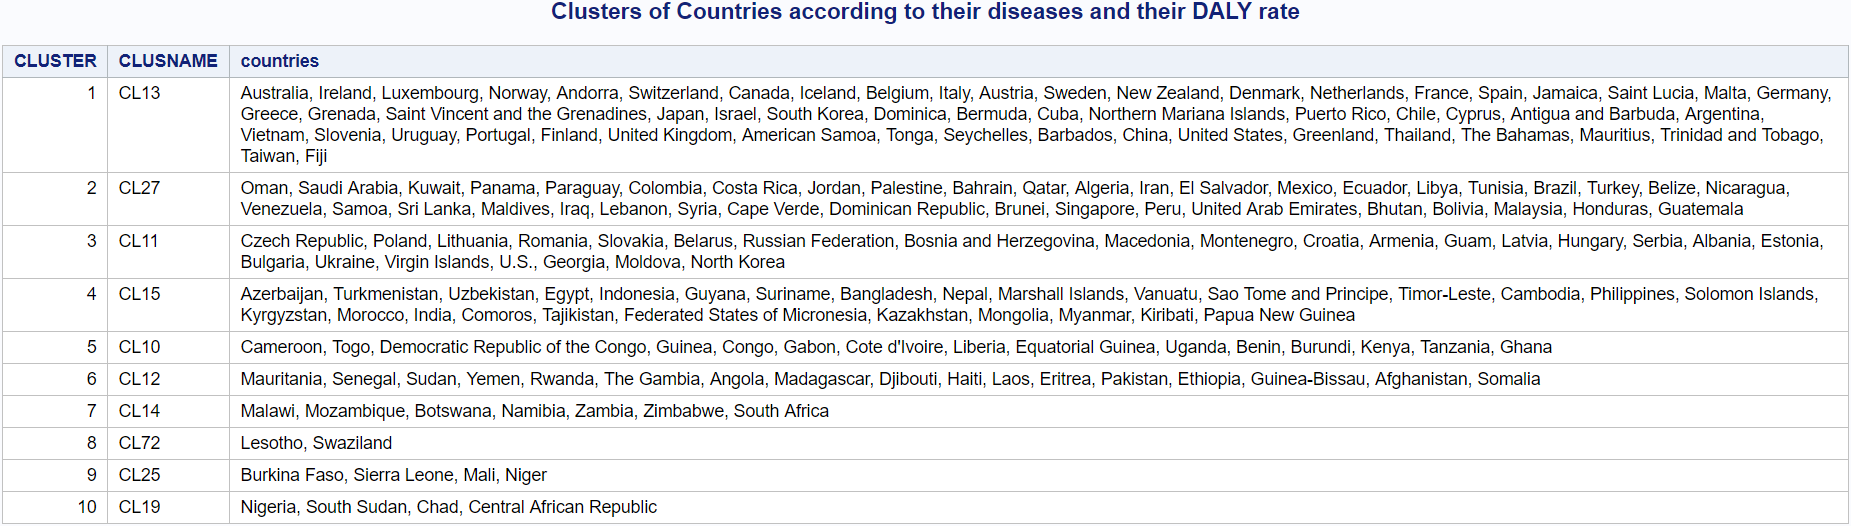 Clusters of Countries according to their diseases and their DALY rate
CLUSTER CLUSNAME countries
1 CL13 Australia, Ireland, Luxembourg, Norway, Andorra, Switzerland, Canada, Iceland, Belgium, Italy, Austria, Sweden, New Zealand, Denmark, Netherlands, France, Spain, Jamaica, Saint Lucia, Malta, Germany,
Greece, Grenada, Saint Vincent and the Grenadines, Japan, Israel, South Korea, Dominica, Bermuda, Cuba, Northern Mariana Islands, Puerto Rico, Chile, Cyprus, Antigua and Barbuda, Argentina,
Vietnam, Slovenia, Uruguay, Portugal, Finland, United Kingdom, American Samoa, Tonga, Seychelles, Barbados, China, United States, Greenland, Thailand, The Bahamas, Mauritius, Trinidad and Tobago,
Taiwan, Fiji
2 CL27 Oman, Saudi Arabia, Kuwait, Panama, Paraguay, Colombia, Costa Rica, Jordan, Palestine, Bahrain, Qatar, Algeria, Iran, El Salvador, Mexico, Ecuador, Libya, Tunisia, Brazil, Turkey, Belize, Nicaragua,
Venezuela, Samoa, Sri Lanka, Maldives, Iraq, Lebanon, Syria, Cape Verde, Dominican Republic, Brunei, Singapore, Peru, United Arab Emirates, Bhutan, Bolivia, Malaysia, Honduras, Guatemala
3 CL11 Czech Republic, Poland, Lithuania, Romania, Slovakia, Belarus, Russian Federation, Bosnia and Herzegovina, Macedonia, Montenegro, Croatia, Armenia, Guam, Latvia, Hungary, Serbia, Albania, Estonia,
Bulgaria, Ukraine, Virgin Islands, U.S., Georgia, Moldova, North Korea
4 CL15 Azerbaijan, Turkmenistan, Uzbekistan, Egypt, Indonesia, Guyana, Suriname, Bangladesh, Nepal, Marshall Islands, Vanuatu, Sao Tome and Principe, Timor-Leste, Cambodia, Philippines, Solomon Islands,
Kyrgyzstan, Morocco, India, Comoros, Tajikistan, Federated States of Micronesia, Kazakhstan, Mongolia, Myanmar, Kiribati, Papua New Guinea
5 CL10 Cameroon, Togo, Democratic Republic of the Congo, Guinea, Congo, Gabon, Cote d'Ivoire, Liberia, Equatorial Guinea, Uganda, Benin, Burundi, Kenya, Tanzania, Ghana
6 CL12 Mauritania, Senegal, Sudan, Yemen, Rwanda, The Gambia, Angola, Madagascar, Djibouti, Haiti, Laos, Eritrea, Pakistan, Ethiopia, Guinea-Bissau, Afghanistan, Somalia
7 CL14 Malawi, Mozambique, Botswana, Namibia, Zambia, Zimbabwe, South Africa
8 CL72 Lesotho, Swaziland
9 CL25 Burkina Faso, Sierra Leone, Mali, Niger
10 CL19 Nigeria, South Sudan, Chad, Central African Republic